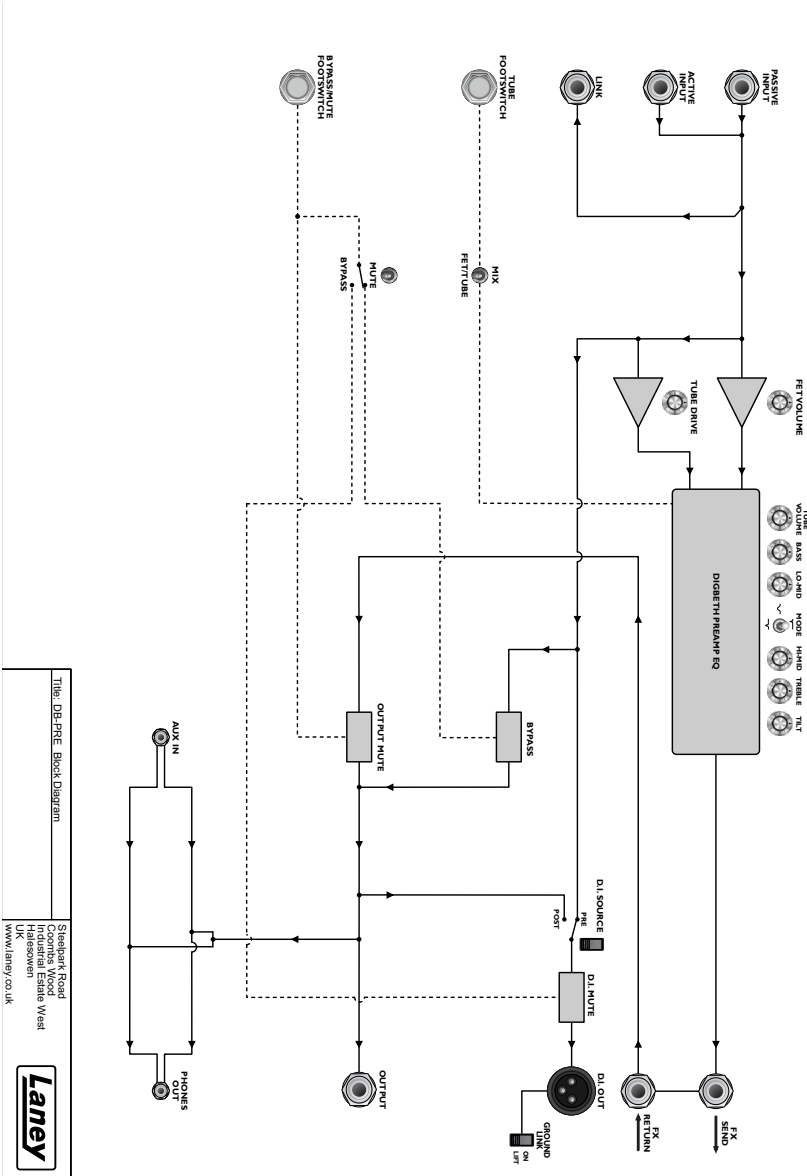 PASSIVE
INPUT
ACTIVE
INPUT
LINK
TUBE
FOOTSWITCH
BYPASS/MUTE
FOOTSWITCH
MIX
FET/TUBE
MUTE
BYPASS
FET VOLUME
TUBE DRIVE
TUBE
VOLUME
BASS
LO-MID
MODE
HI-MID
TREBLE
TILT
DIGBETH PREAMP EQ
BYPASS
OUTPUT MUTE
D.I. SOURCE
PRE
POST
D.I. MUTE
FX
SEND
FX
RETURN
D.I. OUT
GROUND
LINK
ON
LIFT
OUTPUT
AUX IN
PHONES
OUT
Title: DB-PRE Block Diagram
Steelpark Road
Coombs Wood
Industrial Estate West
Halesowen
UK
www.laney.co.uk
Laney